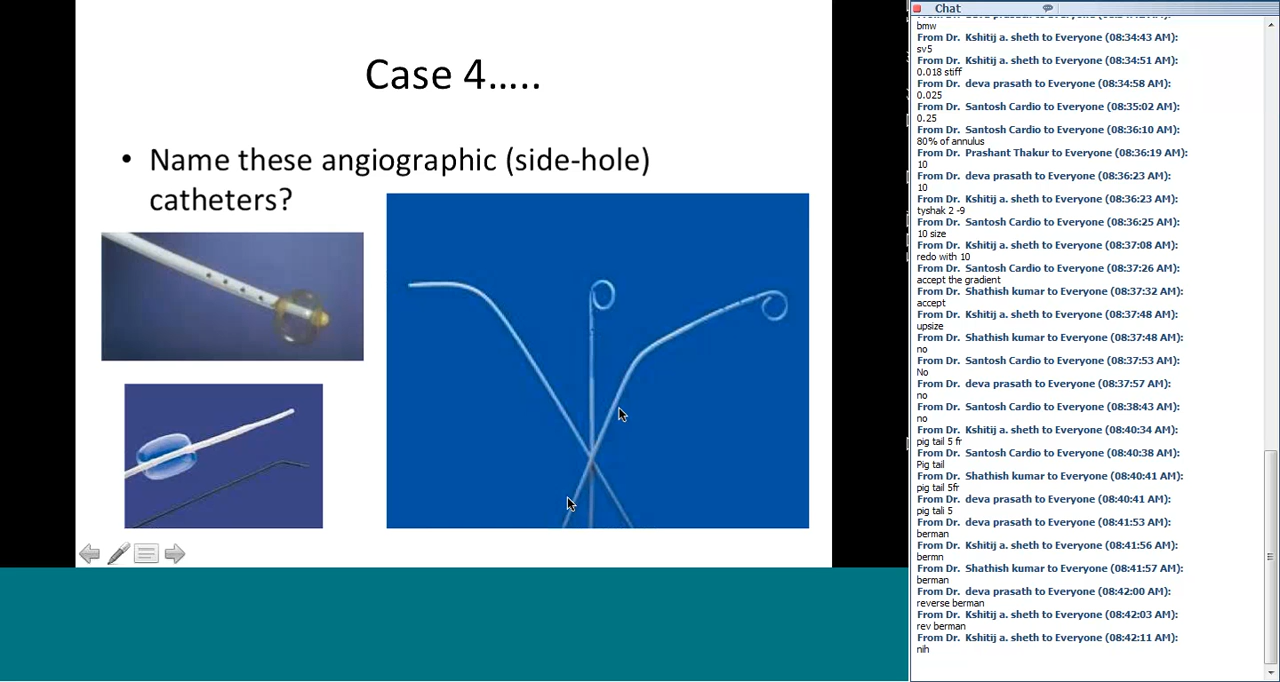 Case 4.....
• Name these angiographic (side-hole)
catheters?
Chat
bmw
From Dr. Kshitij a. sheth to Everyone (08:34:43 AM):
sv5
From Dr. Kshitij a. sheth to Everyone (08:34:51 AM):
0.018 stiff
From Dr. deva prasath to Everyone (08:34:58 AM):
0.025
From Dr. Santosh Cardio to Everyone (08:35:02 AM):
0.25
From Dr. Santosh Cardio to Everyone (08:36:10 AM):
80% of annulus
From Dr. Prashant Thakur to Everyone (08:36:19 AM):
10
From Dr. deva prasath to Everyone (08:36:23 AM):
10
From Dr. Kshitij a. sheth to Everyone (08:36:23 AM):
tyshak 2 -9
From Dr. Santosh Cardio to Everyone (08:36:25 AM):
10 size
From Dr. Kshitij a. sheth to Everyone (08:37:08 AM):
redo with 10
From Dr. Santosh Cardio to Everyone (08:37:26 AM):
accept the gradient
From Dr. Shathish kumar to Everyone (08:37:32 AM):
accept
From Dr. Kshitij a. sheth to Everyone (08:37:48 AM):
upsize
From Dr. Shathish kumar to Everyone (08:37:48 AM):
no
From Dr. Santosh Cardio to Everyone (08:37:53 AM):
No
From Dr. deva prasath to Everyone (08:37:57 AM):
no
From Dr. Santosh Cardio to Everyone (08:38:43 AM):
no
From Dr. Kshitij a. sheth to Everyone (08:40:34 AM):
pig tail 5 fr
From Dr. Santosh Cardio to Everyone (08:40:38 AM):
Pig tail
From Dr. Shathish kumar to Everyone (08:40:41 AM):
pig tail 5fr
From Dr. deva prasath to Everyone (08:40:41 AM):
pig tali 5
From Dr. deva prasath to Everyone (08:41:53 AM):
berman
From Dr. Kshitij a. sheth to Everyone (08:41:56 AM):
bermn
From Dr. Shathish kumar to Everyone (08:41:57 AM):
berman
From Dr. deva prasath to Everyone (08:42:00 AM):
reverse berman
From Dr. Kshitij a. sheth to Everyone (08:42:03 AM):
rev berman
From Dr. Kshitij a. sheth to Everyone (08:42:11 AM):
nih